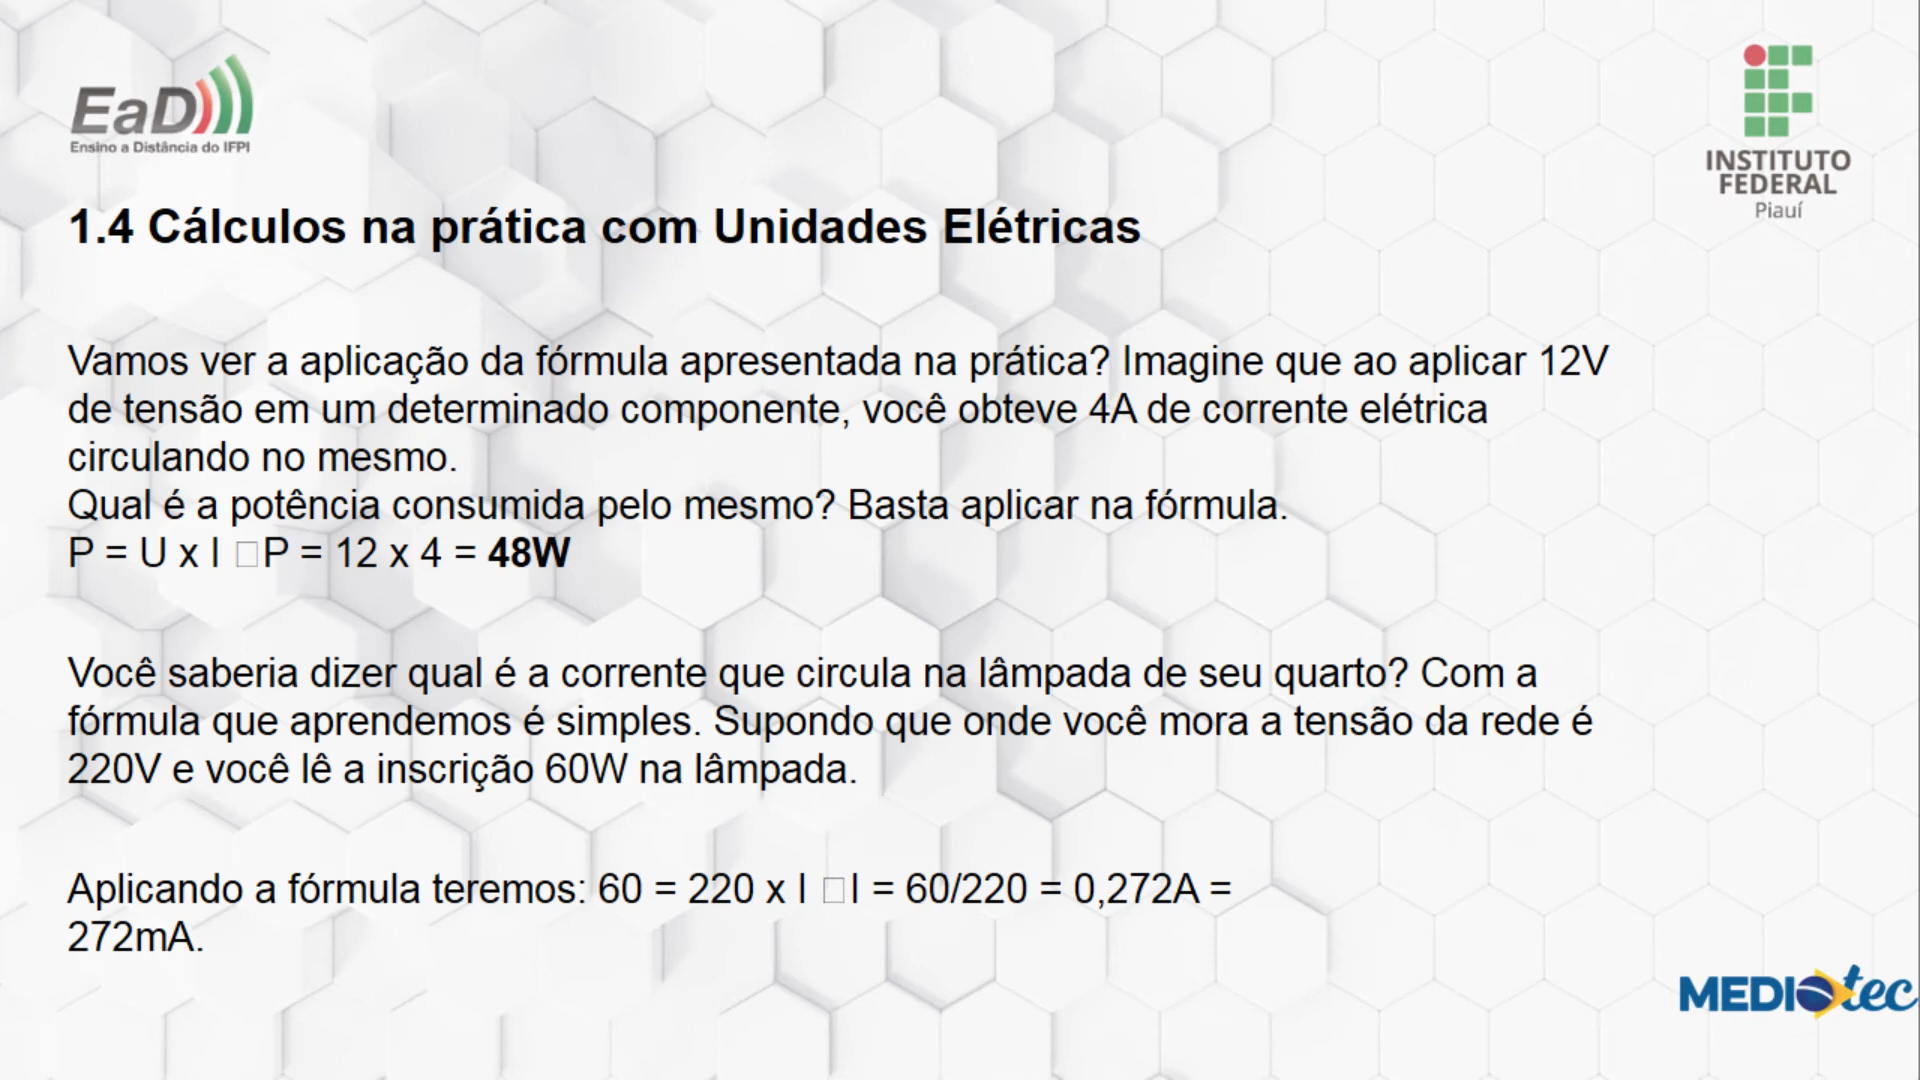 EaD
Ensino a Distância do IFPI
INSTITUTO
FEDERAL
Piauí
1.4 Cálculos na prática com Unidades Elétricas
Vamos ver a aplicação da fórmula apresentada na prática? Imagine que ao aplicar 12V
de tensão em um determinado componente, você obteve 4A de corrente elétrica
circulando no mesmo.
Qual é a potência consumida pelo mesmo? Basta aplicar na fórmula.
P = U x I □P = 12 x 4 = 48W
Você saberia dizer qual é a corrente que circula na lâmpada de seu quarto? Com a
fórmula que aprendemos é simples. Supondo que onde você mora a tensão da rede é
220V e você lê a inscrição 60W na lâmpada.
Aplicando a fórmula teremos: 60 = 220 x I □I = 60/220 = 0,272A =
272mA.
MEDIOtec